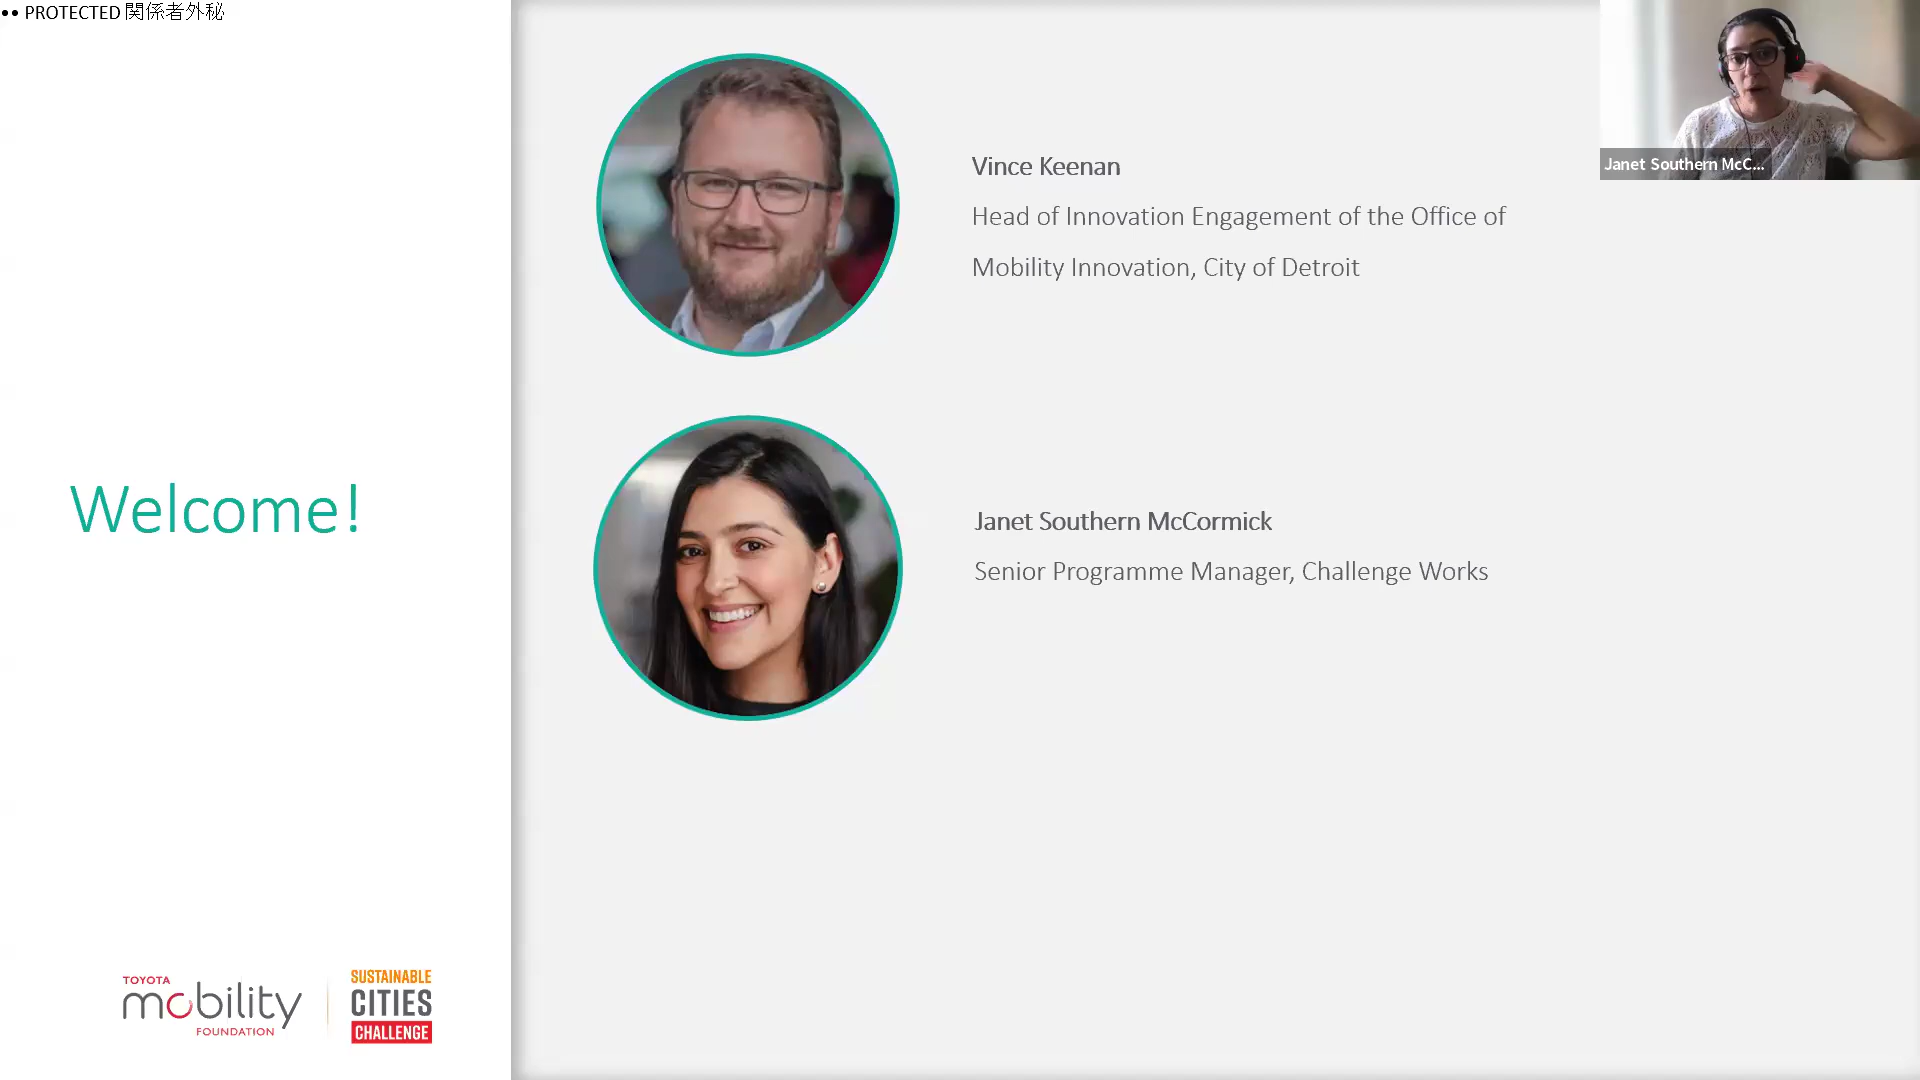 •• PROTECTED 関係者外秘
Vince Keenan
Head of Innovation Engagement of the Office of
Mobility Innovation, City of Detroit
Janet Southern McC...
Welcome!
Janet Southern McCormick
Senior Programme Manager, Challenge Works
TOYOTA
mobility
FOUNDATION
SUSTAINABLE
CITIES
CHALLENGE